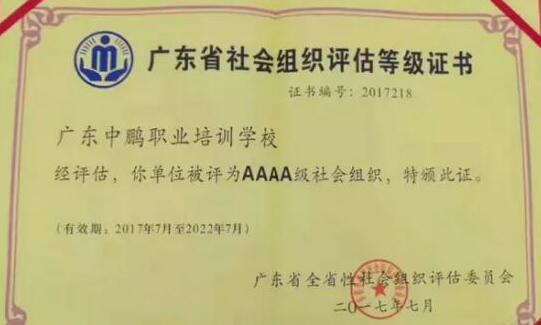 广东省社会组织评估等级证书
证书编号：2017218
广东中鹏职业培训学校
经评估，你单位被评为AAAA级社会组织，特颁此证。
（有效期：2017年7月至2022年7月）
广东省全省性社会组织评估委员会
二〇一七年七月